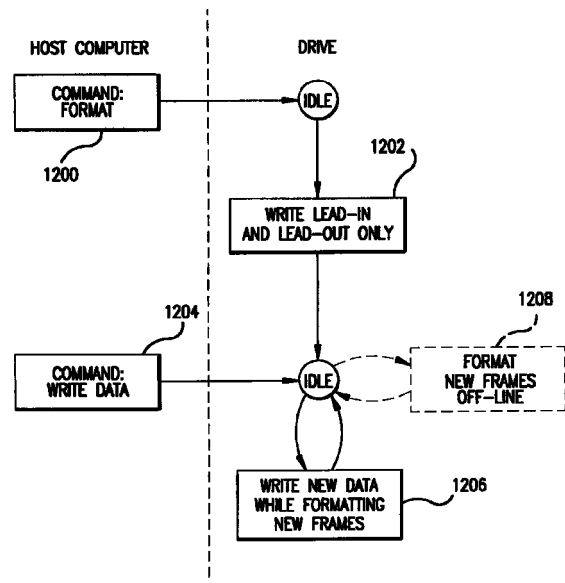 HOST COMPUTER
DRIVE
COMMAND:
FORMAT
IDLE
1200
1202
WRITE LEAD-IN
AND LEAD-OUT ONLY
1204
1208
COMMAND:
WRITE DATA
IDLE
FORMAT
NEW FRAMES
OFF-LINE
WRITE NEW DATA
WHILE FORMATTING
NEW FRAMES
1206